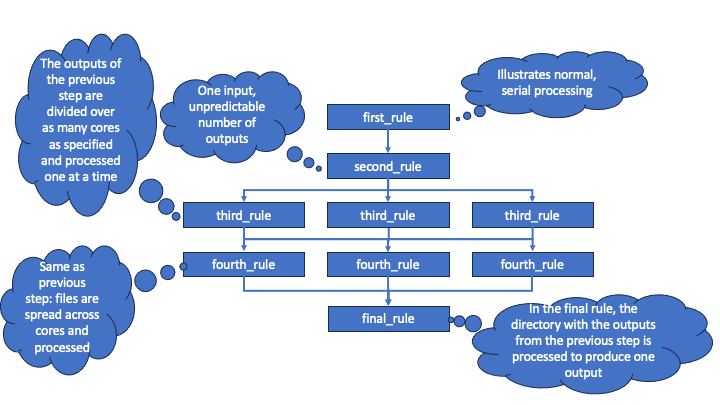 The outputs of
the previous
step are
divided over
as many cores
as specified
and processed
one at a time
One input,
unpredictable
number of
outputs
Illustrates normal,
serial processing
first_rule
second_rule
third_rule
third_rule
third_rule
fourth_rule
fourth_rule
fourth_rule
final_rule
Same as
previous
step: files are
spread across
cores and
processed
In the final rule, the
directory with the outputs
from the previous step is
processed to produce one
output